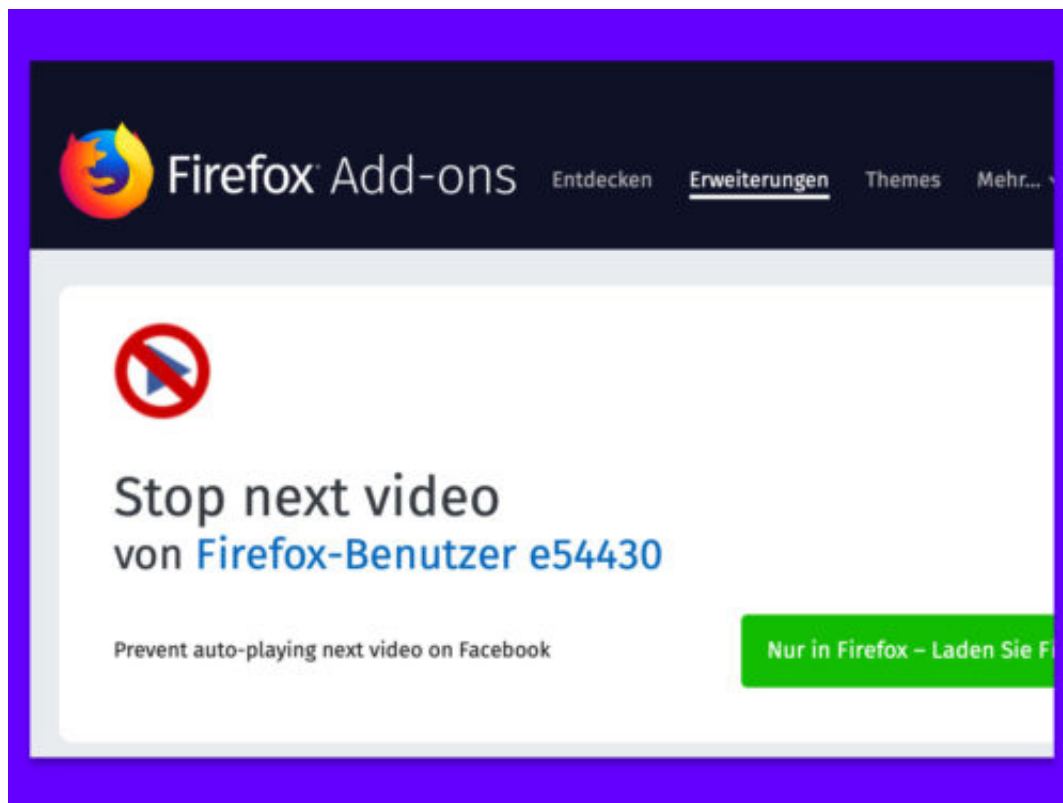 Firefox Add-ons Entdecken Erweiterungen Themes Mehr...
Stop next video
von Firefox-Benutzer e54430
Prevent auto-playing next video on Facebook
Nur in Firefox – Laden Sie